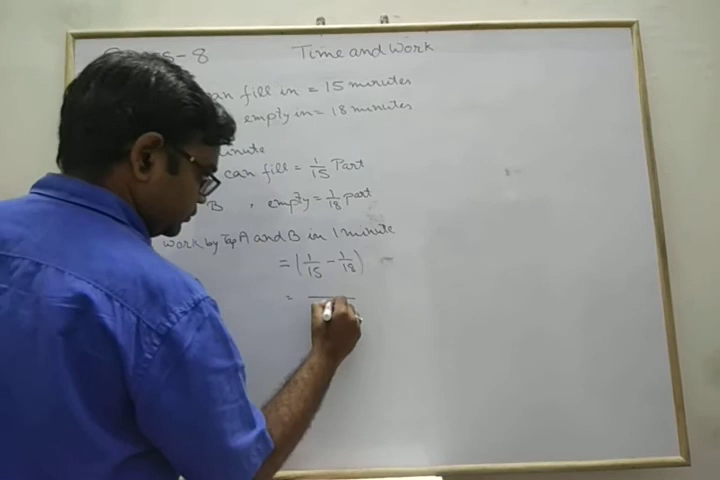 s-8 Time and Work
can fill in = 15 minutes
empty in = 18 minutes
minute
can fill = 1/15 Part
B , empty = 1/18 part
work by Tap A and B in 1 minute
= (1/15 - 1/18)
=